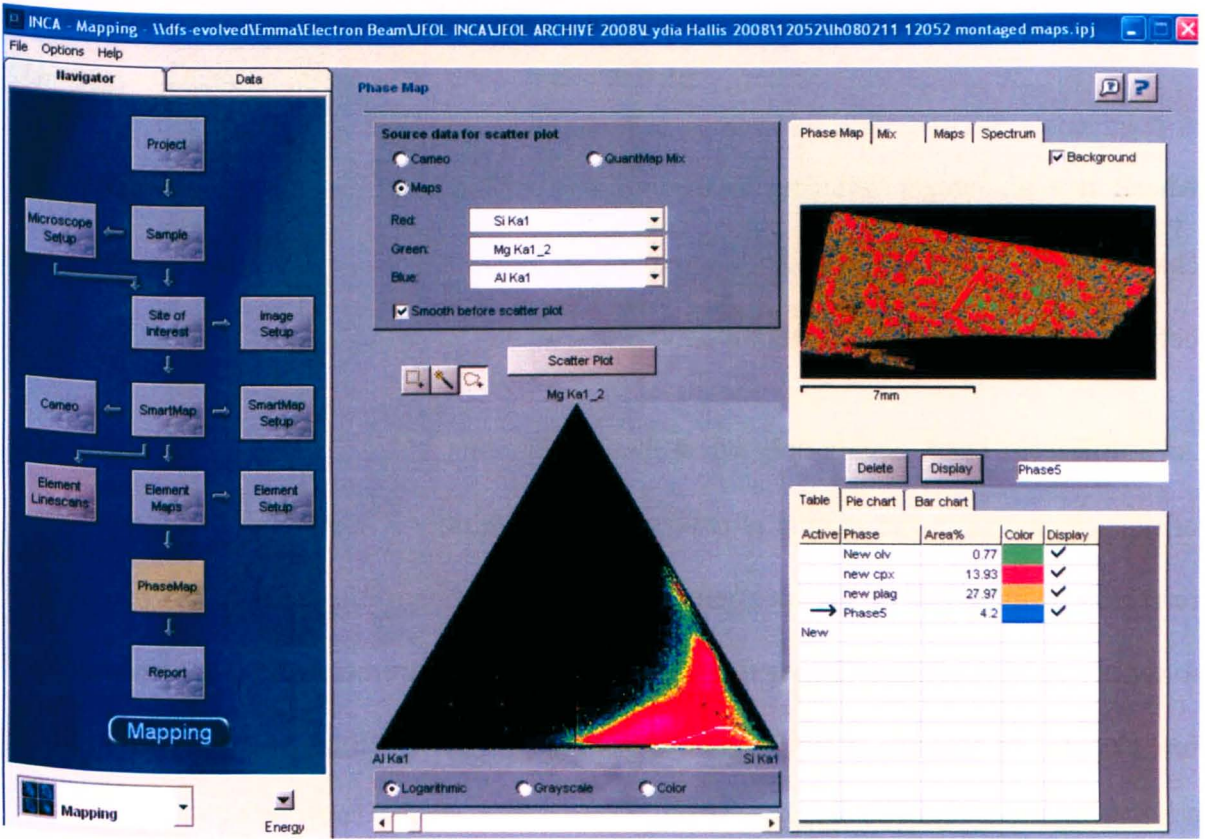 INCA - Mapping - \\dfs-evolved\Emma\Electron Beam\JEOL INCA\JEOL ARCHIVE 2008\Lydia Hallis 2008\12052\lh080211 12052 montaged maps.ipj
File Options Help
Navigator
Data
Project
Microscope Setup
Sample
Site of Interest
Image Setup
Cameo
SmartMap
SmartMap Setup
Element Linescans
Element Maps
Element Setup
PhaseMap
Report
Mapping
Mapping
Energy
Phase Map
Source data for scatter plot
Cameo
QuantMap Mix
Maps
Red: Si Ka1
Green: Mg Ka1_2
Blue: Al Ka1
Smooth before scatter plot
Scatter Plot
Mg Ka1_2
Al Ka1
Si Ka1
Logarithmic
Grayscale
Color
Phase Map
Mix
Maps
Spectrum
Background
7mm
Delete
Display
Phase5
Table
Pie chart
Bar chart
Active Phase Area% Color Display
New olv 0.77
new cpx 13.93
new plag 27.97
Phase5 4.2
New